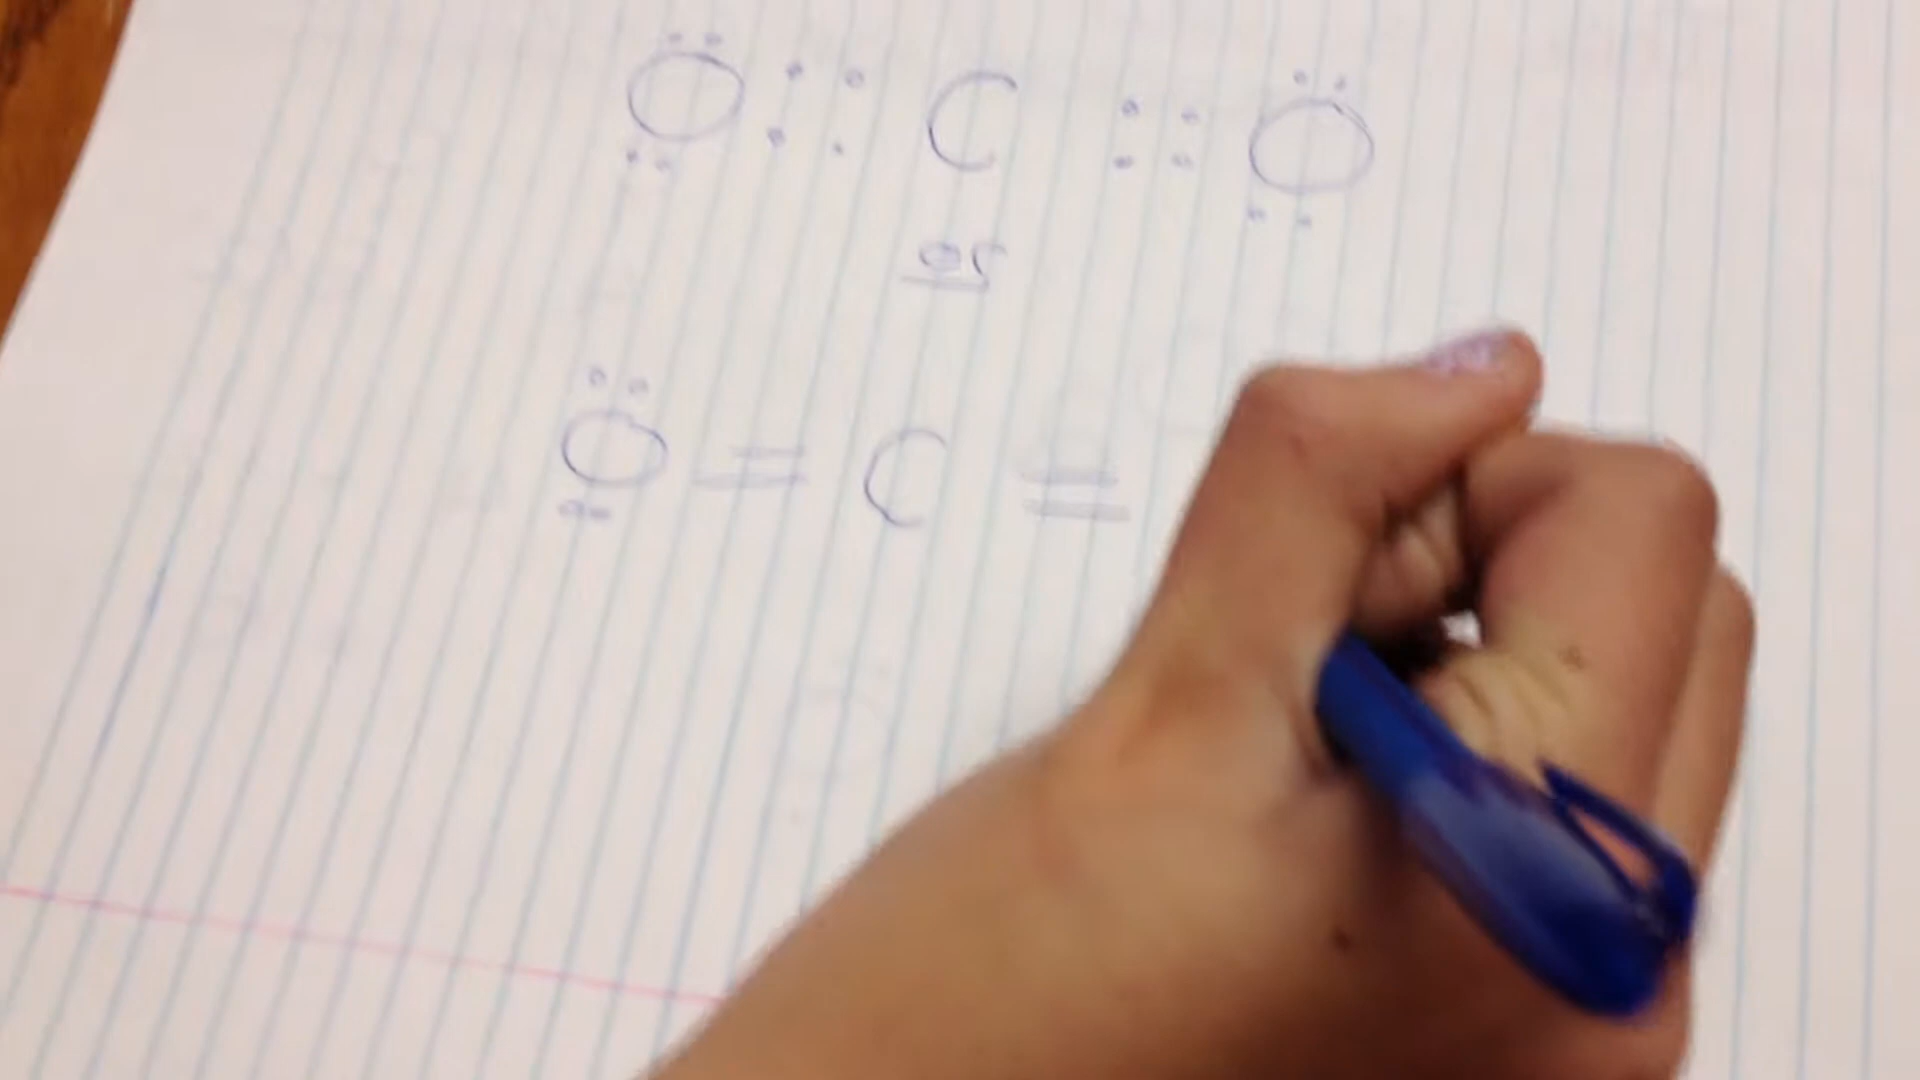 Ö :: C :: Ö
or
Ö = C =